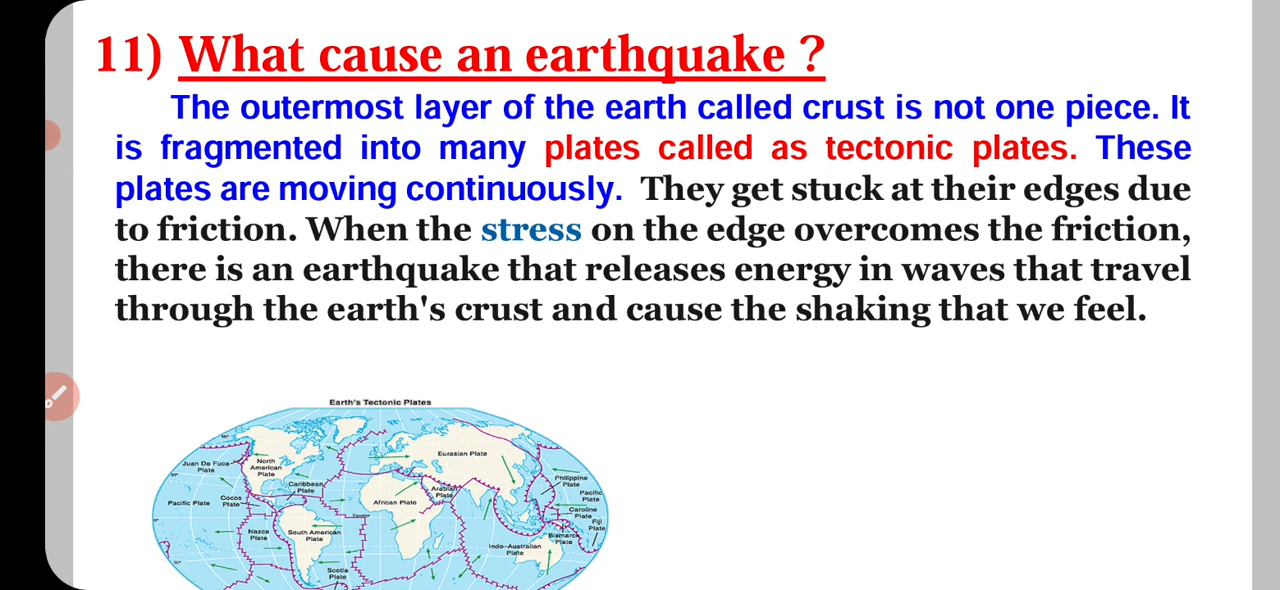 11) What cause an earthquake ?
The outermost layer of the earth called crust is not one piece. It
is fragmented into many plates called as tectonic plates. These
plates are moving continuously. They get stuck at their edges due
to friction. When the stress on the edge overcomes the friction,
there is an earthquake that releases energy in waves that travel
through the earth's crust and cause the shaking that we feel.
Earth's Tectonic Plates
Juan De Fuca
Plate
North
American
Plate
Caribbean
Plate
Cocos
Plate
Pacific Plate
Nazca
Plate
South American
Plate
Scotia
Plate
African Plate
Arabian
Plate
Eurasian Plate
Indo-Australian
Plate
Philippine
Plate
Pacific
Plate
Caroline
Plate
Fiji
Plate
Bismarck
Plate